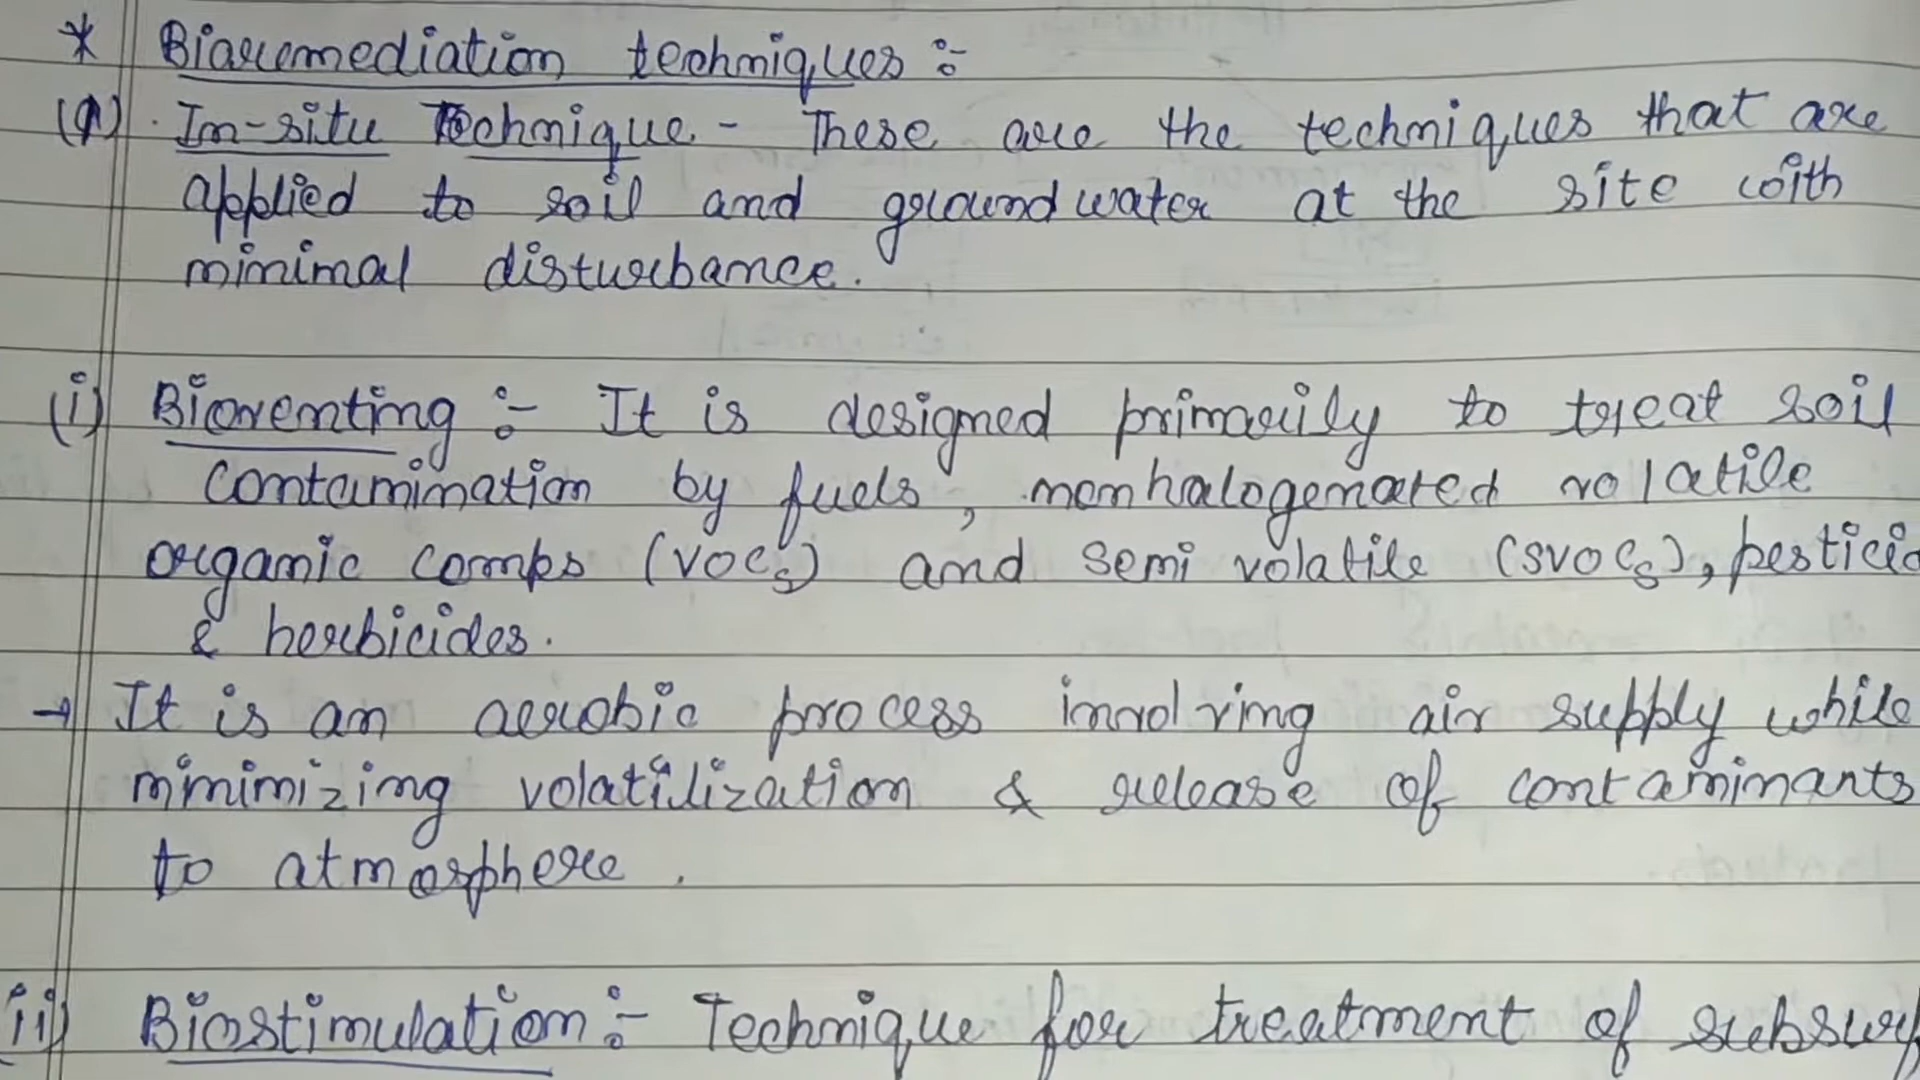 * Bioremediation techniques :-
(A). In-situ Technique - These are the techniques that are
applied to soil and groundwater at the site with
minimal disturbance.
(i) Bioventing :- It is designed primarily to treat soil
contamination by fuels, nonhalogenated volatile
organic comps (VOCs) and semi volatile (SVOCs), pesticid
& herbicides.
→ It is an aerobic process involving air supply while
minimizing volatilization & release of contaminants
to atmosphere.
(ii) Biostimulation :- Technique for treatment of subsurf